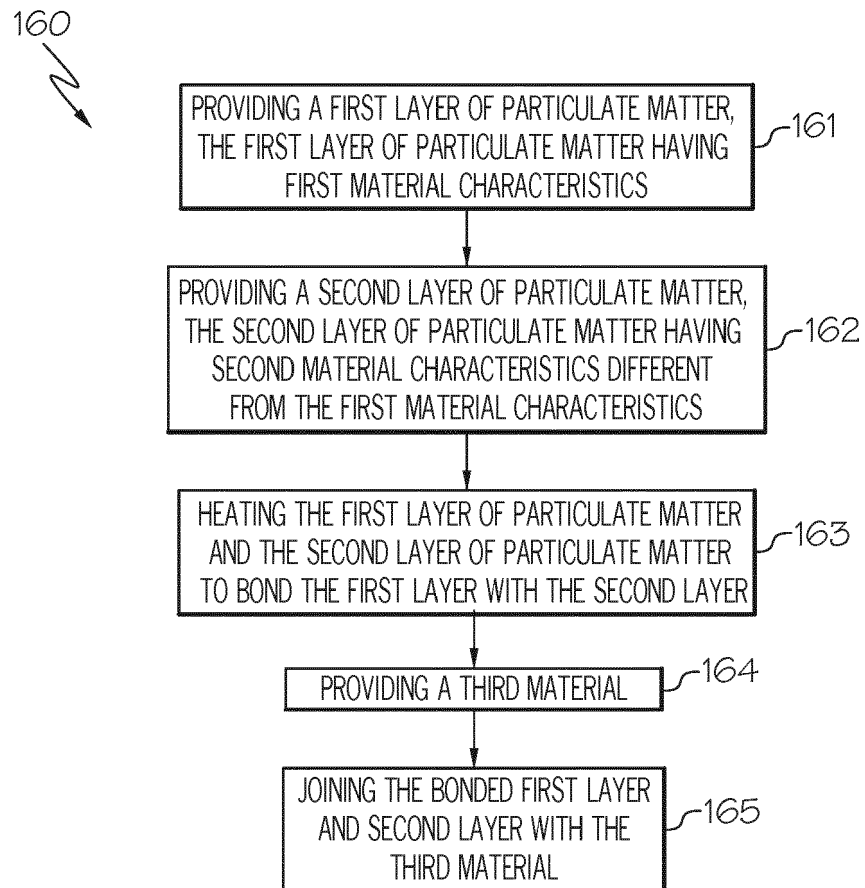 160
PROVIDING A FIRST LAYER OF PARTICULATE MATTER,
THE FIRST LAYER OF PARTICULATE MATTER HAVING
FIRST MATERIAL CHARACTERISTICS
161
PROVIDING A SECOND LAYER OF PARTICULATE MATTER,
THE SECOND LAYER OF PARTICULATE MATTER HAVING
SECOND MATERIAL CHARACTERISTICS DIFFERENT
FROM THE FIRST MATERIAL CHARACTERISTICS
162
HEATING THE FIRST LAYER OF PARTICULATE MATTER
AND THE SECOND LAYER OF PARTICULATE MATTER
TO BOND THE FIRST LAYER WITH THE SECOND LAYER
163
PROVIDING A THIRD MATERIAL
164
JOINING THE BONDED FIRST LAYER
AND SECOND LAYER WITH THE
THIRD MATERIAL
165